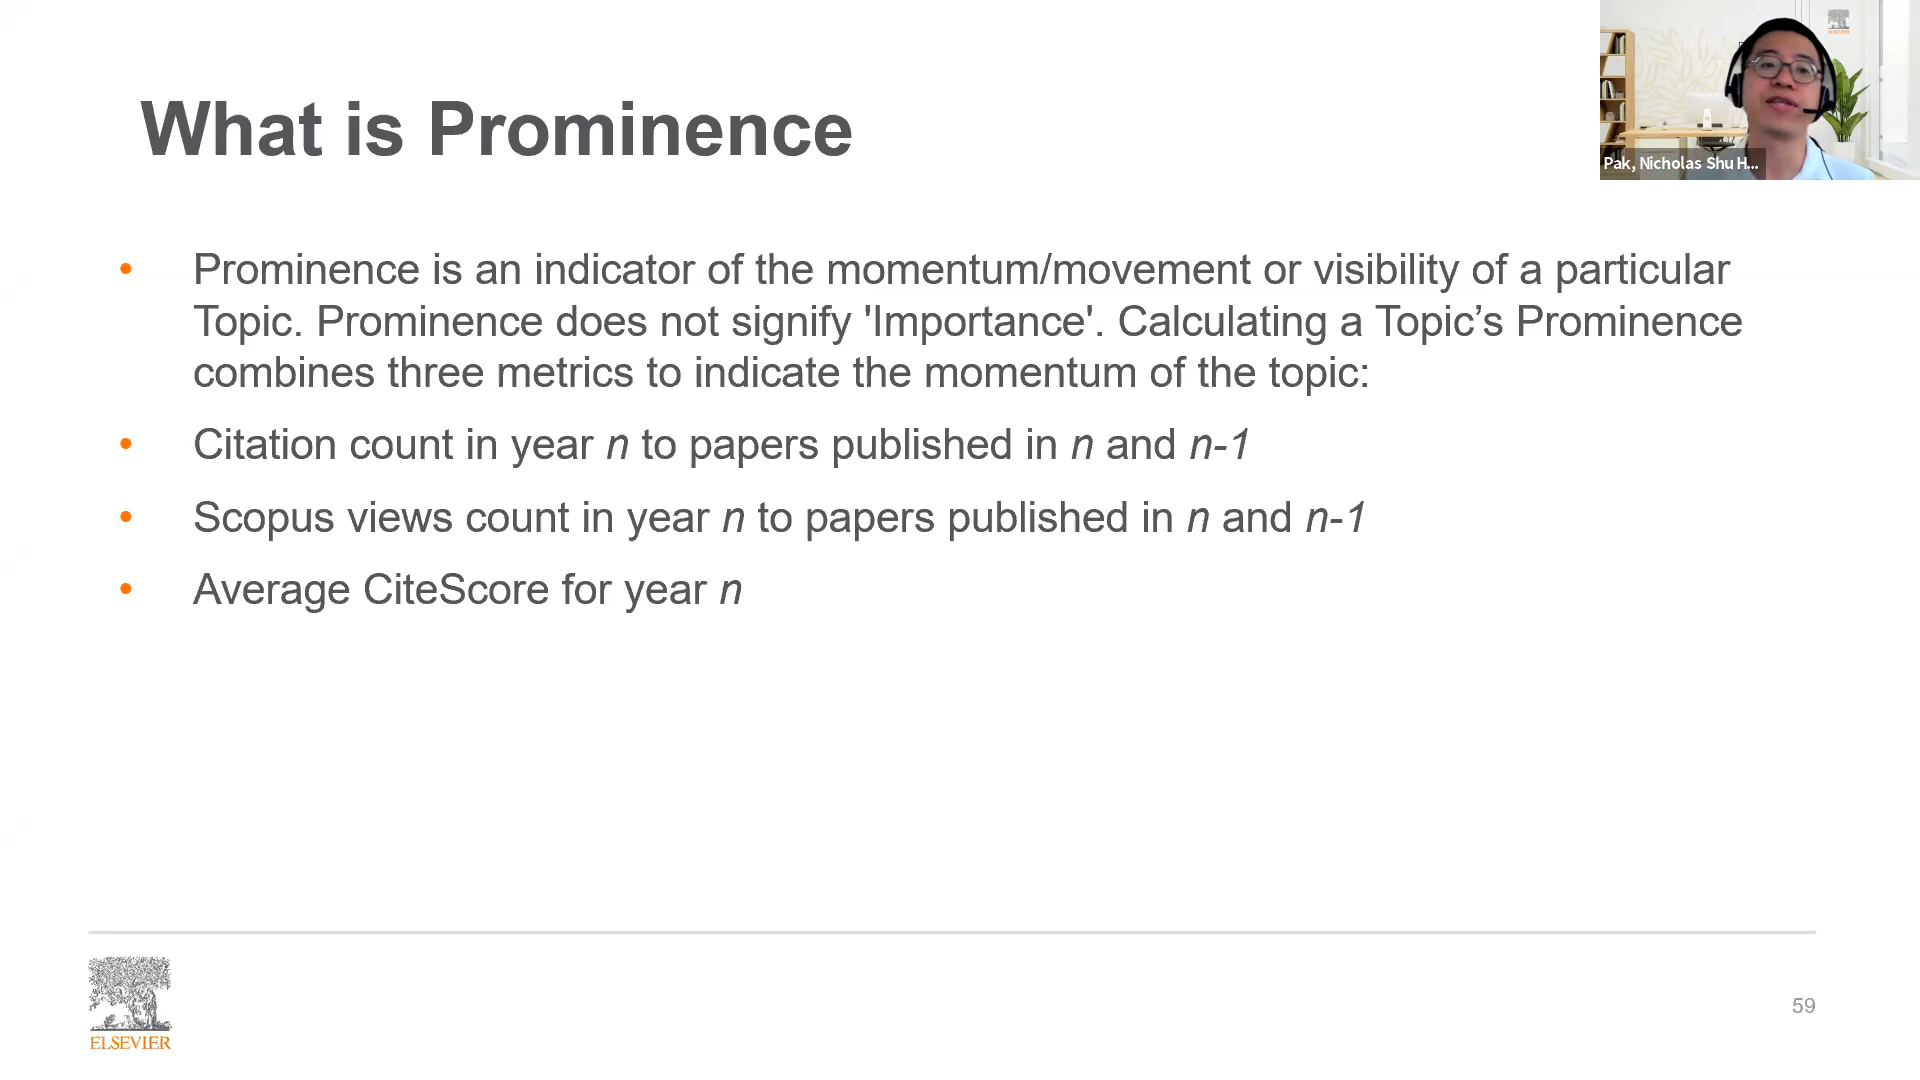 What is Prominence
• Prominence is an indicator of the momentum/movement or visibility of a particular
Topic. Prominence does not signify 'Importance'. Calculating a Topic’s Prominence
combines three metrics to indicate the momentum of the topic:
• Citation count in year n to papers published in n and n-1
• Scopus views count in year n to papers published in n and n-1
• Average CiteScore for year n
ELSEVIER
Pak, Nicholas Shu H...
ELSEVIER
59